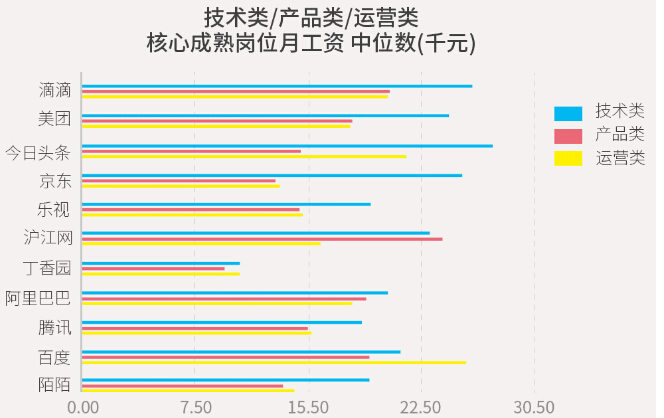 技术类/产品类/运营类
核心成熟岗位月工资 中位数(千元)
滴滴
美团
今日头条
京东
乐视
沪江网
丁香园
阿里巴巴
腾讯
百度
陌陌
技术类
产品类
运营类
0.00 7.50 15.50 22.50 30.50